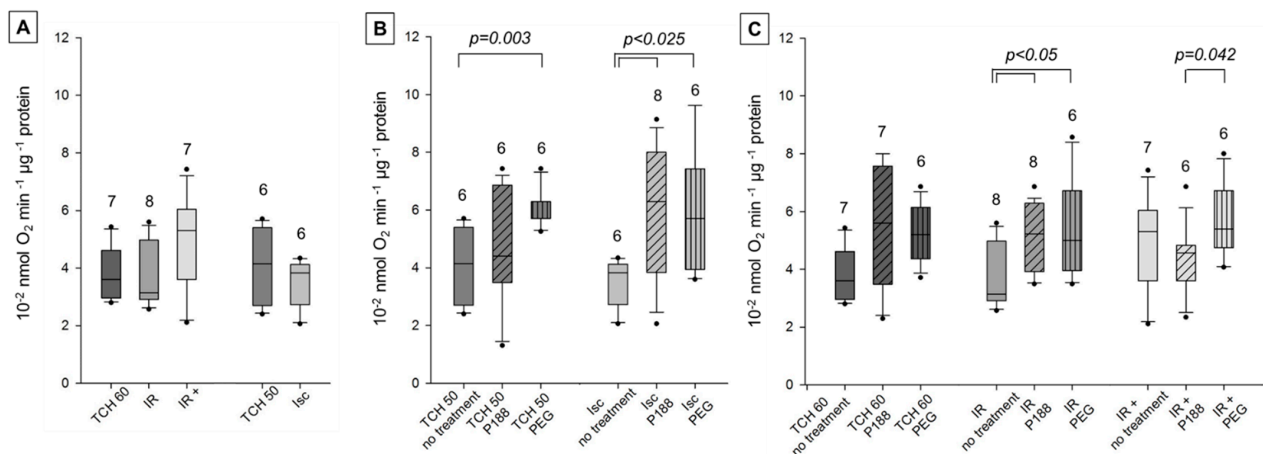 A
12
10
8
6
4
2
0
10-2 nmol O2 min -1 µg-1 protein
7
8
7
6
6
TCH 60
IR
IR +
TCH 50
Isc
B
12
10
8
6
4
2
0
10-2 nmol O2 min -1 µg-1 protein
p=0.003
p<0.025
6
6
6
6
8
6
TCH 50
no treatment
TCH 50
P188
TCH 50
PEG
Isc
no treatment
Isc
P188
Isc
PEG
C
12
10
8
6
4
2
0
10-2 nmol O2 min -1 µg-1 protein
p<0.05
p=0.042
7
7
6
8
8
6
7
6
6
TCH 60
no treatment
TCH 60
P188
TCH 60
PEG
IR
no treatment
IR
P188
IR
PEG
IR +
no treatment
IR +
P188
IR +
PEG